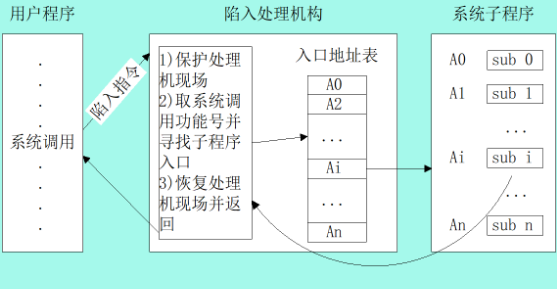 用户程序
陷入处理机构
系统子程序
陷入指令
系统调用
1)保护处理
机现场
2)取系统调
用功能号并
寻找子程序
入口
3)恢复处理
机现场并返
回
入口地址表
A0
A2
...
Ai
...
An
A0 sub 0
A1 sub 1
...
Ai sub i
...
An sub n